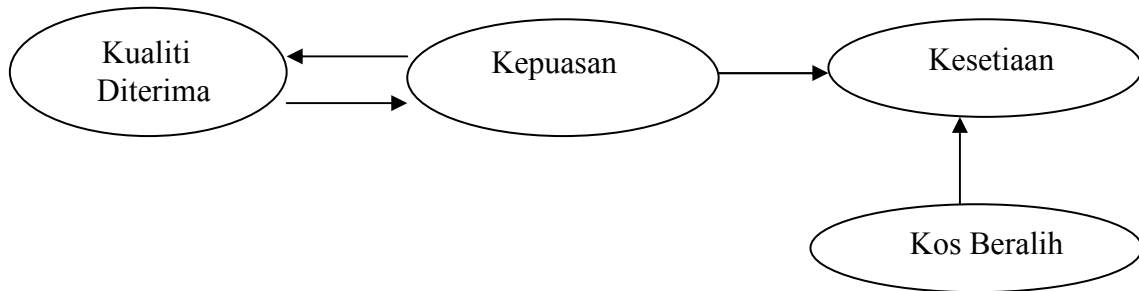 Kualiti
Diterima
Kepuasan
Kesetiaan
Kos Beralih